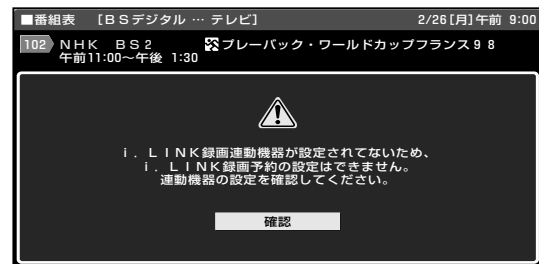 ■番組表 [BSデジタル … テレビ] 2/26[月]午前 9:00
102 NHK BS2 プレーバック・ワールドカップフランス98
午前11:00～午後 1:30
i．LINK録画連動機器が設定されてないため、
i．LINK録画予約の設定はできません。
連動機器の設定を確認してください。
確認